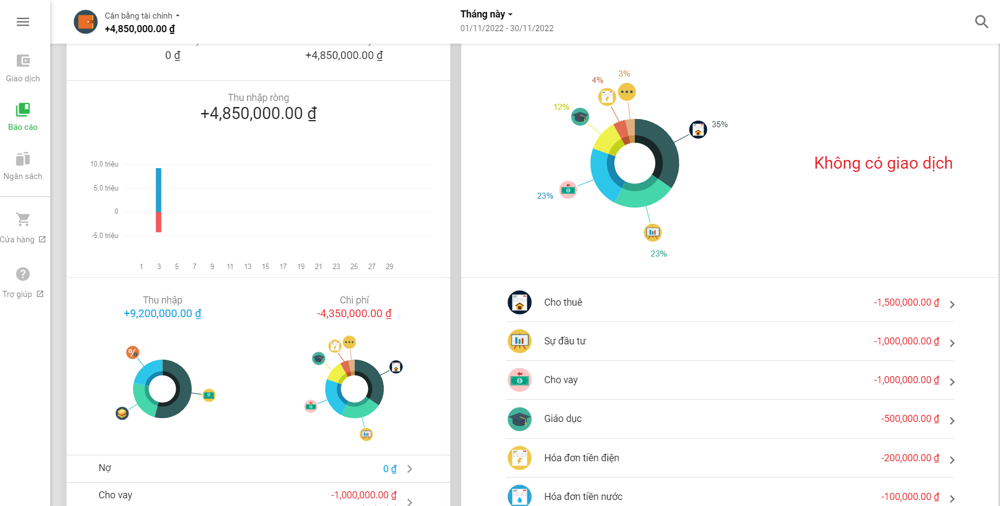 Cân bằng tài chính
+4,850,000.00 ₫
Tháng này
01/11/2022 - 30/11/2022
Giao dịch
Báo cáo
Ngân sách
Cửa hàng
Trợ giúp
0 ₫
+4,850,000.00 ₫
Thu nhập ròng
+4,850,000.00 ₫
10,0 triệu
5,0 triệu
0
-5,0 triệu
1 3 5 7 9 11 13 15 17 19 21 23 25 27 29
Thu nhập
+9,200,000.00 ₫
Chi phí
-4,350,000.00 ₫
%
Nợ
0 ₫
Cho vay
-1,000,000.00 ₫
3%
4%
12%
35%
23%
23%
Không có giao dịch
Cho thuê
-1,500,000.00 ₫
Sự đầu tư
-1,000,000.00 ₫
Cho vay
-1,000,000.00 ₫
Giáo dục
-500,000.00 ₫
Hóa đơn tiền điện
-200,000.00 ₫
Hóa đơn tiền nước
-100,000.00 ₫